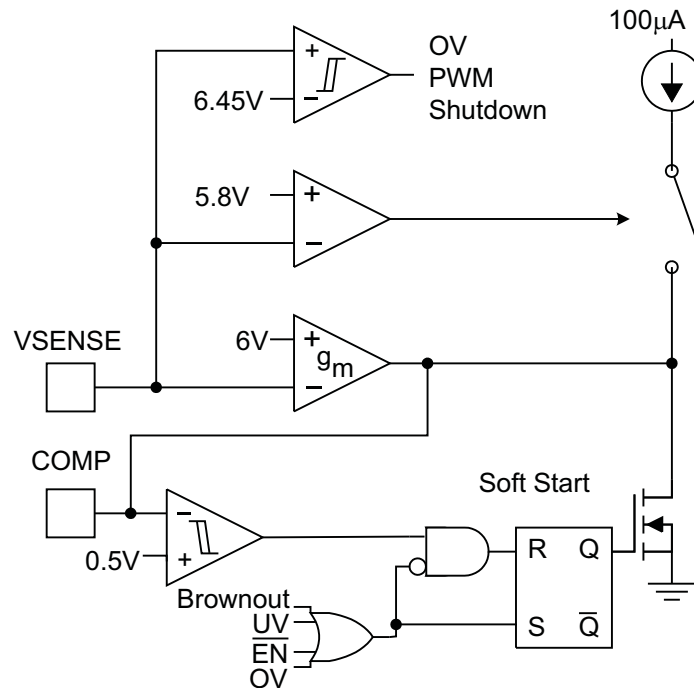 100μA
OV
PWM
Shutdown
+
6.45V
−
5.8V
+
−
VSENSE
6V
+
gm
−
COMP
Soft Start
−
0.5V
+
R Q
Brownout
UV
EN
OV
S Q